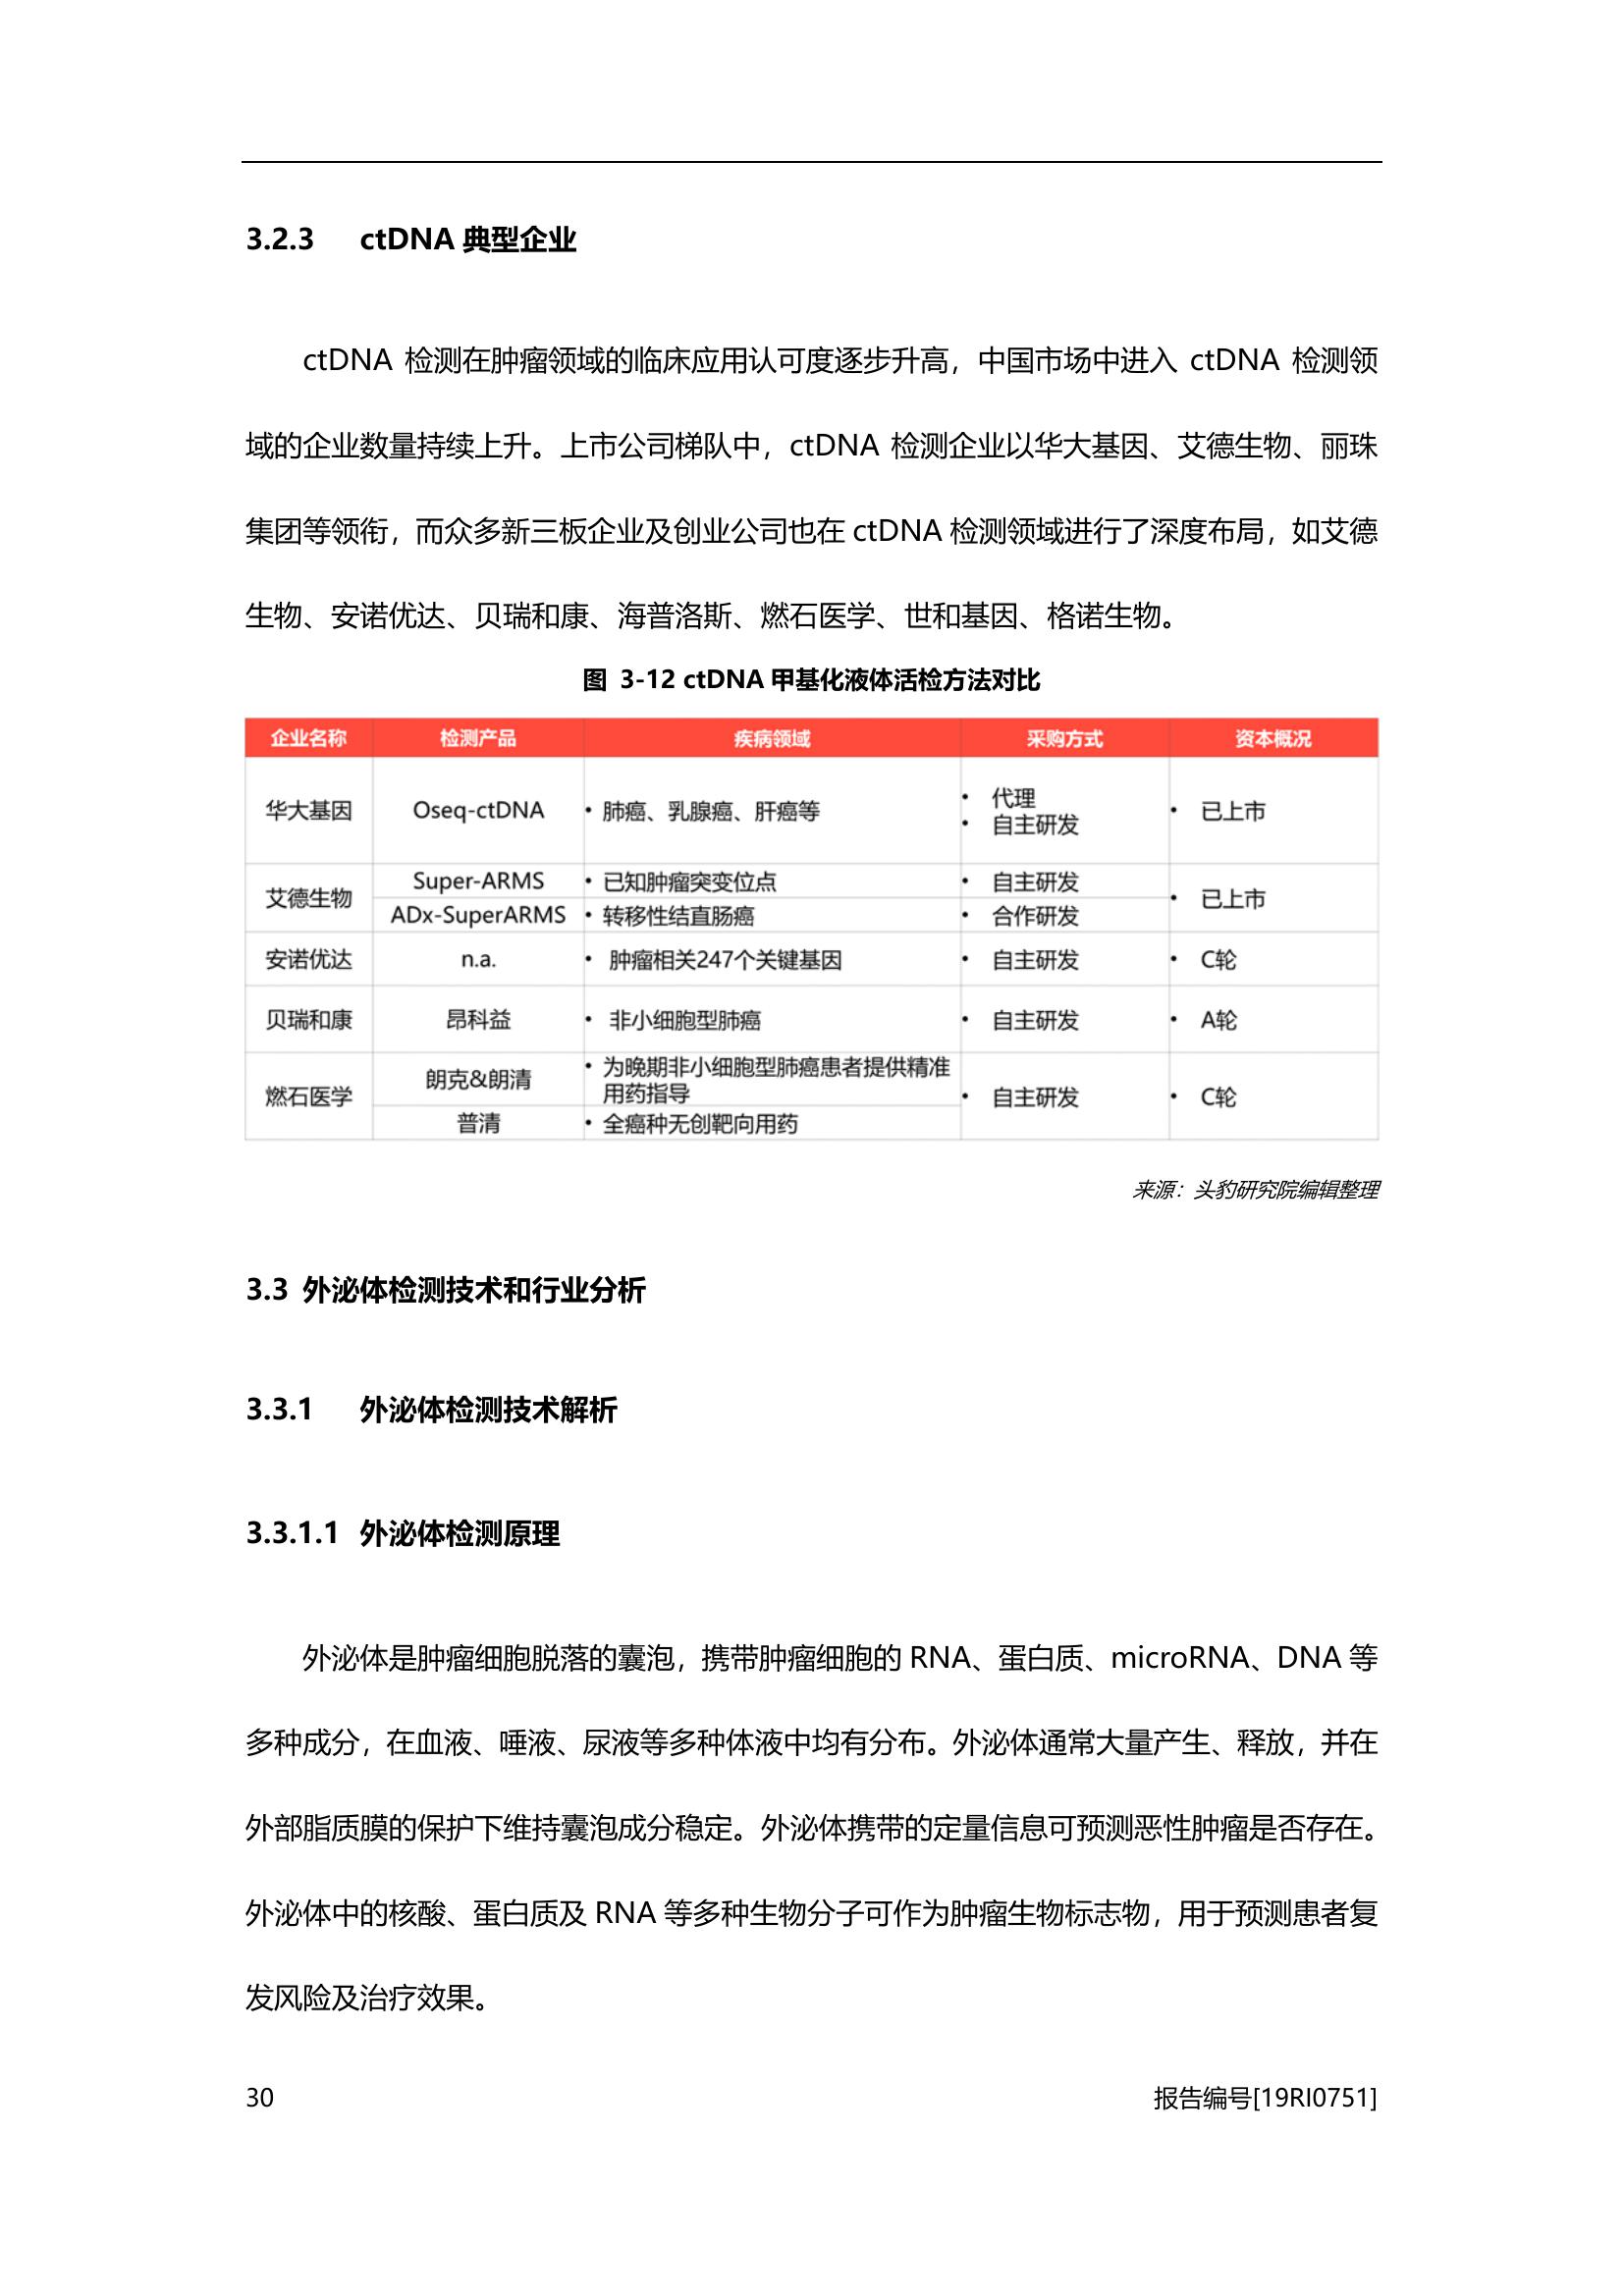 3.2.3 ctDNA 典型企业
ctDNA 检测在肿瘤领域的临床应用认可度逐步升高，中国市场中进入 ctDNA 检测领
域的企业数量持续上升。上市公司梯队中，ctDNA 检测企业以华大基因、艾德生物、丽珠
集团等领衔，而众多新三板企业及创业公司也在 ctDNA 检测领域进行了深度布局，如艾德
生物、安诺优达、贝瑞和康、海普洛斯、燃石医学、世和基因、格诺生物。
图 3-12 ctDNA 甲基化液体活检方法对比
企业名称 检测产品 疾病领域 采购方式 资本概况
华大基因 Oseq-ctDNA • 肺癌、乳腺癌、肝癌等 • 代理 • 已上市
• 自主研发
艾德生物 Super-ARMS • 已知肿瘤突变位点 • 自主研发 • 已上市
ADx-SuperARMS • 转移性结直肠癌 • 合作研发
安诺优达 n.a. • 肿瘤相关247个关键基因 • 自主研发 • C轮
贝瑞和康 昂科益 • 非小细胞型肺癌 • 自主研发 • A轮
燃石医学 朗克&朗清 • 为晚期非小细胞型肺癌患者提供精准 • 自主研发 • C轮
用药指导
普清 • 全癌种无创靶向用药
来源：头豹研究院编辑整理
3.3 外泌体检测技术和行业分析
3.3.1 外泌体检测技术解析
3.3.1.1 外泌体检测原理
外泌体是肿瘤细胞脱落的囊泡，携带肿瘤细胞的 RNA、蛋白质、microRNA、DNA 等
多种成分，在血液、唾液、尿液等多种体液中均有分布。外泌体通常大量产生、释放，并在
外部脂质膜的保护下维持囊泡成分稳定。外泌体携带的定量信息可预测恶性肿瘤是否存在。
外泌体中的核酸、蛋白质及 RNA 等多种生物分子可作为肿瘤生物标志物，用于预测患者复
发风险及治疗效果。
30 报告编号[19RI0751]